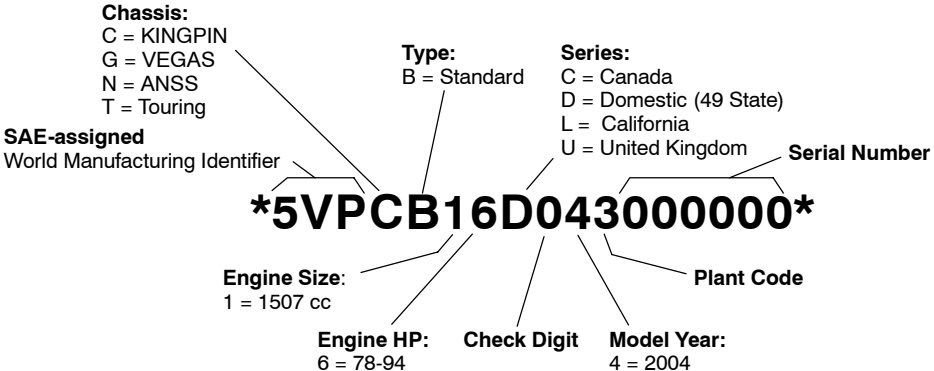 Chassis:
C = KINGPIN
G = VEGAS
N = ANSS
T = Touring
Type:
B = Standard
Series:
C = Canada
D = Domestic (49 State)
L = California
U = United Kingdom
SAE-assigned
World Manufacturing Identifier
Serial Number
*5VPCB16D043000000*
Engine Size:
1 = 1507 cc
Plant Code
Engine HP:
6 = 78-94
Check Digit
Model Year:
4 = 2004